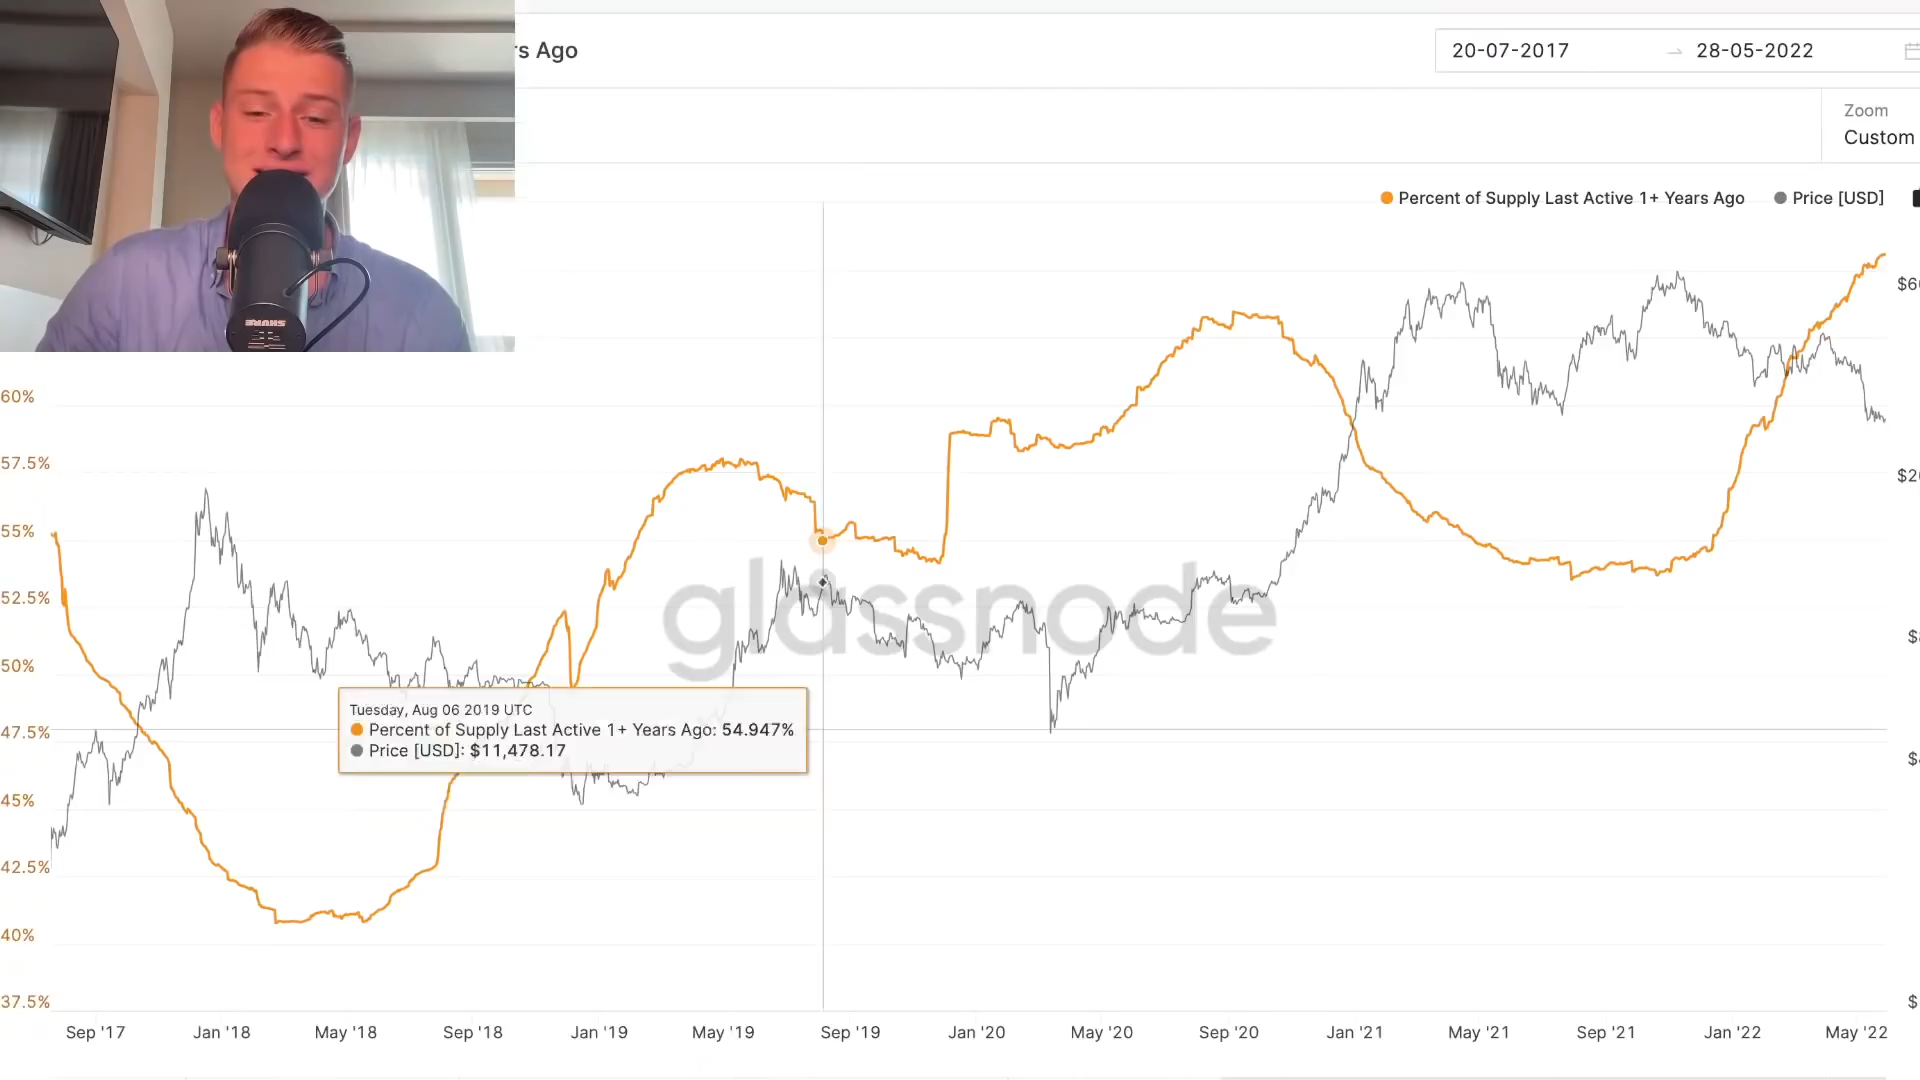 s Ago
20-07-2017 → 28-05-2022
Zoom
Custom
Percent of Supply Last Active 1+ Years Ago Price [USD]
60%
57.5%
55%
52.5%
50%
47.5%
45%
42.5%
40%
37.5%
glassnode
Tuesday, Aug 06 2019 UTC
Percent of Supply Last Active 1+ Years Ago: 54.947%
Price [USD]: $11,478.17
SHURE
Sep '17 Jan '18 May '18 Sep '18 Jan '19 May '19 Sep '19 Jan '20 May '20 Sep '20 Jan '21 May '21 Sep '21 Jan '22 May '22